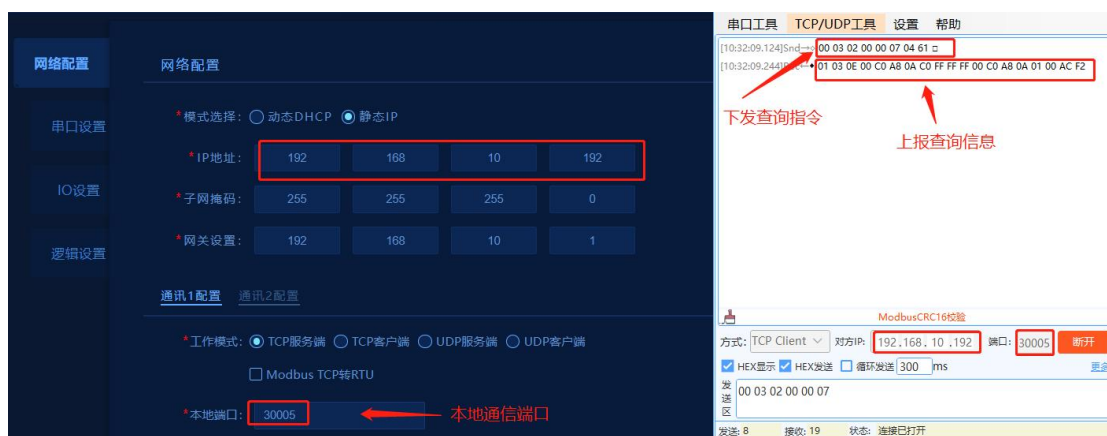 网络配置
串口设置
IO设置
逻辑设置
网络配置
*模式选择: 动态DHCP 静态IP
*IP地址: 192 168 10 192
*子网掩码: 255 255 255 0
*网关设置: 192 168 10 1
通讯1配置 通讯2配置
*工作模式: TCP服务端 TCP客户端 UDP服务端 UDP客户端
Modbus TCP转RTU
*本地端口: 30005 本地通信端口
串口工具 TCP/UDP工具 设置 帮助
[10:32:09.124]Snd→ 00 03 02 00 00 07 04 61
[10:32:09.244] 01 03 0E 00 C0 A8 0A C0 FF FF FF 00 C0 A8 0A 01 00 AC F2
下发查询指令
上报查询信息
ModbusCRC16校验
方式: TCP Client 对方IP: 192.168.10.192 端口: 30005 断开
HEX显示 HEX发送 循环发送 300 ms
发送区 00 03 02 00 00 07
发送: 8 接收: 19 状态: 连接已打开